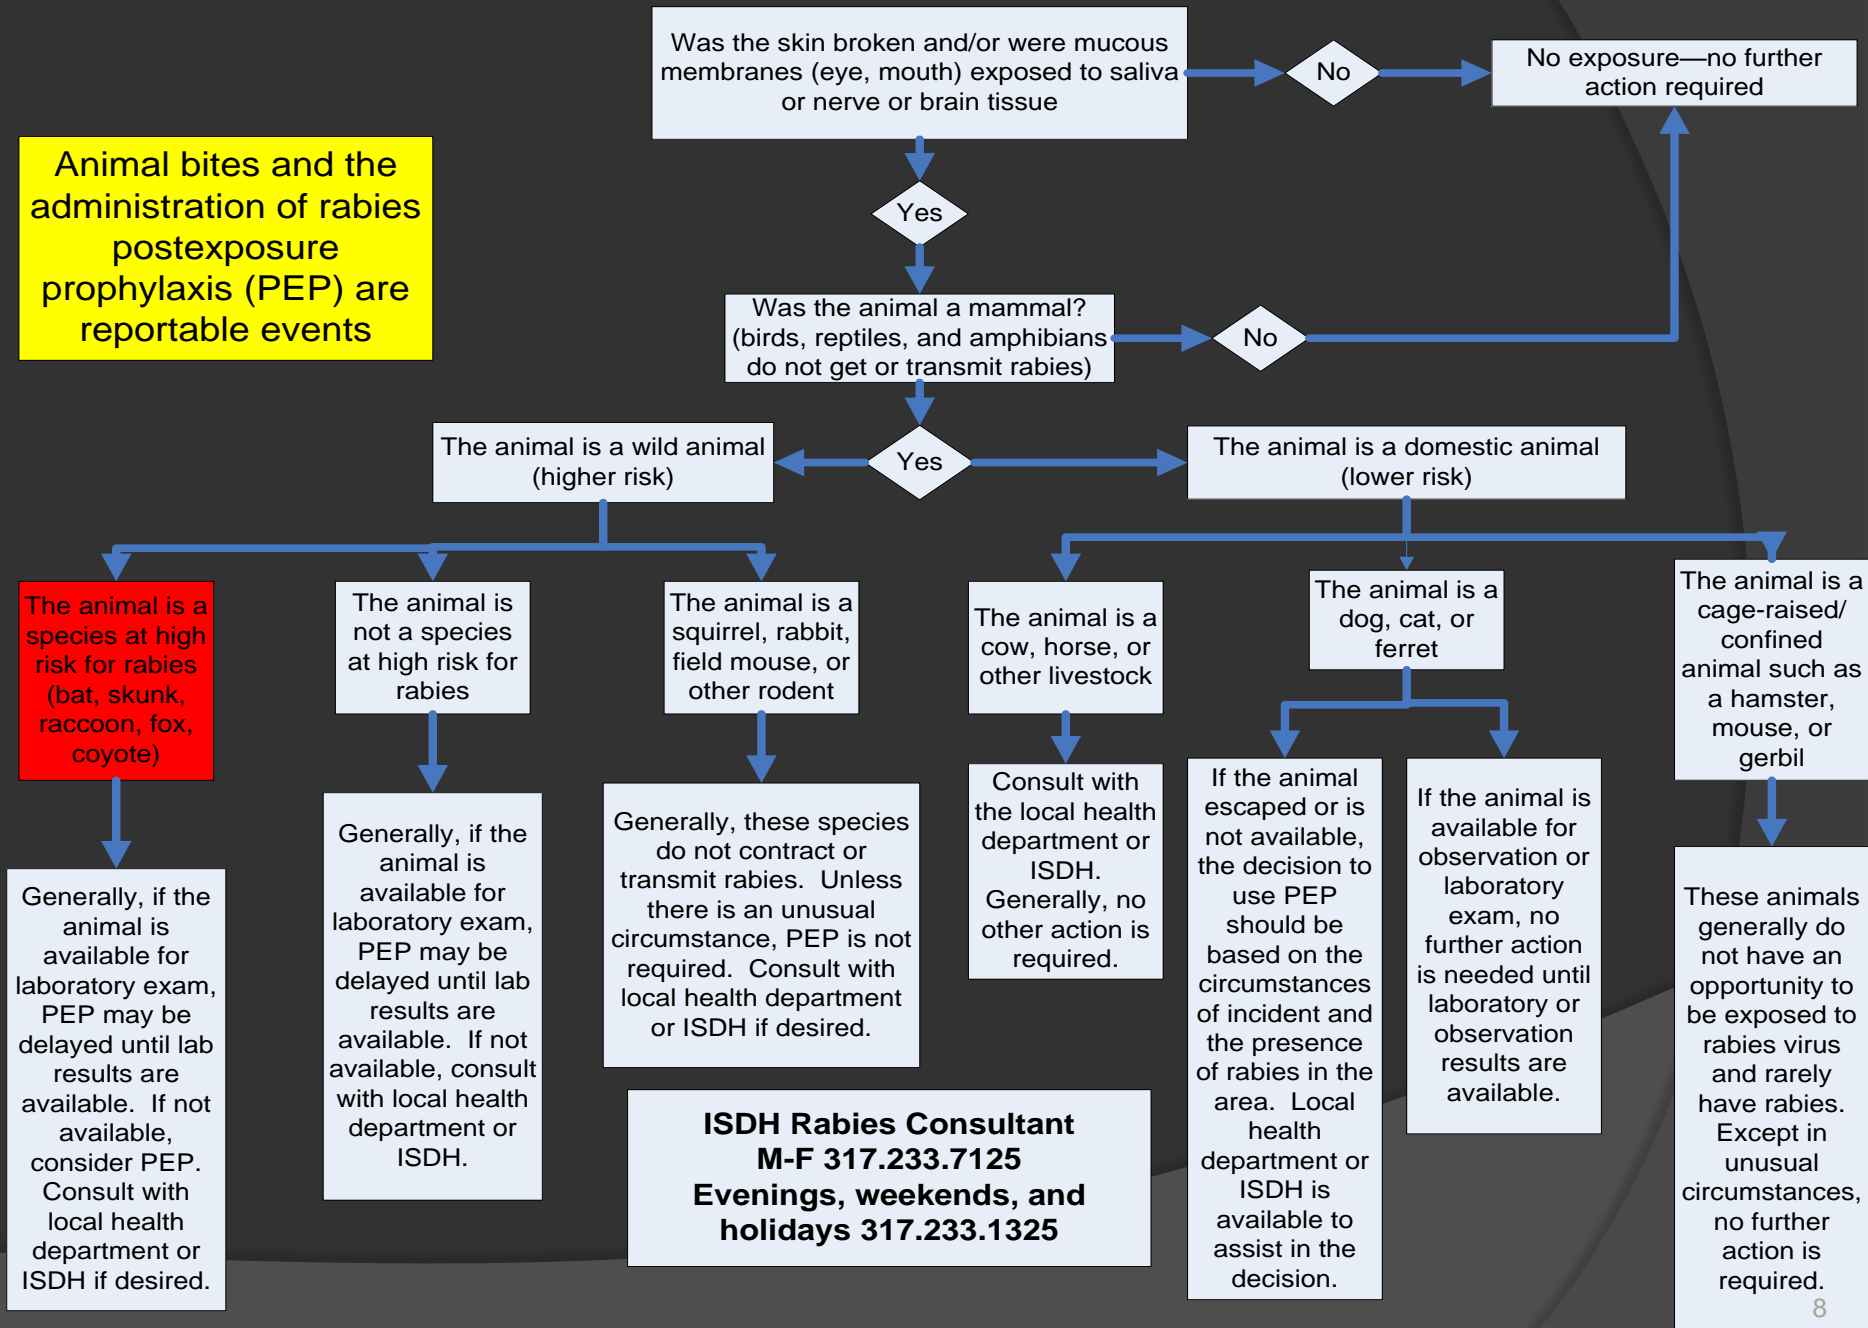 Was the skin broken and/or were mucous
membranes (eye, mouth) exposed to saliva
or nerve or brain tissue
No
No exposure—no further
action required
Animal bites and the
administration of rabies
postexposure
prophylaxis (PEP) are
reportable events
Yes
Was the animal a mammal?
(birds, reptiles, and amphibians
do not get or transmit rabies)
No
The animal is a wild animal
(higher risk)
Yes
The animal is a domestic animal
(lower risk)
The animal is a
species at high
risk for rabies
(bat, skunk,
raccoon, fox,
coyote)
The animal is
not a species
at high risk for
rabies
The animal is a
squirrel, rabbit,
field mouse, or
other rodent
The animal is a
cow, horse, or
other livestock
The animal is a
dog, cat, or
ferret
The animal is a
cage-raised/
confined
animal such as
a hamster,
mouse, or
gerbil
Generally, if the
animal is
available for
laboratory exam,
PEP may be
delayed until lab
results are
available.  If not
available,
consider PEP.
Consult with
local health
department or
ISDH if desired.
Generally, if the
animal is
available for
laboratory exam,
PEP may be
delayed until lab
results are
available.  If not
available, consult
with local health
department or
ISDH.
Generally, these species
do not contract or
transmit rabies.  Unless
there is an unusual
circumstance, PEP is not
required.  Consult with
local health department
or ISDH if desired.
Consult with
the local health
department or
ISDH.
Generally, no
other action is
required.
If the animal
escaped or is
not available,
the decision to
use PEP
should be
based on the
circumstances
of incident and
the presence
of rabies in the
area.  Local
health
department or
ISDH is
available to
assist in the
decision.
If the animal is
available for
observation or
laboratory
exam, no
further action
is needed until
laboratory or
observation
results are
available.
These animals
generally do
not have an
opportunity to
be exposed to
rabies virus
and rarely
have rabies.
Except in
unusual
circumstances,
no further
action is
required.
ISDH Rabies Consultant
M-F 317.233.7125
Evenings, weekends, and
holidays 317.233.1325
8